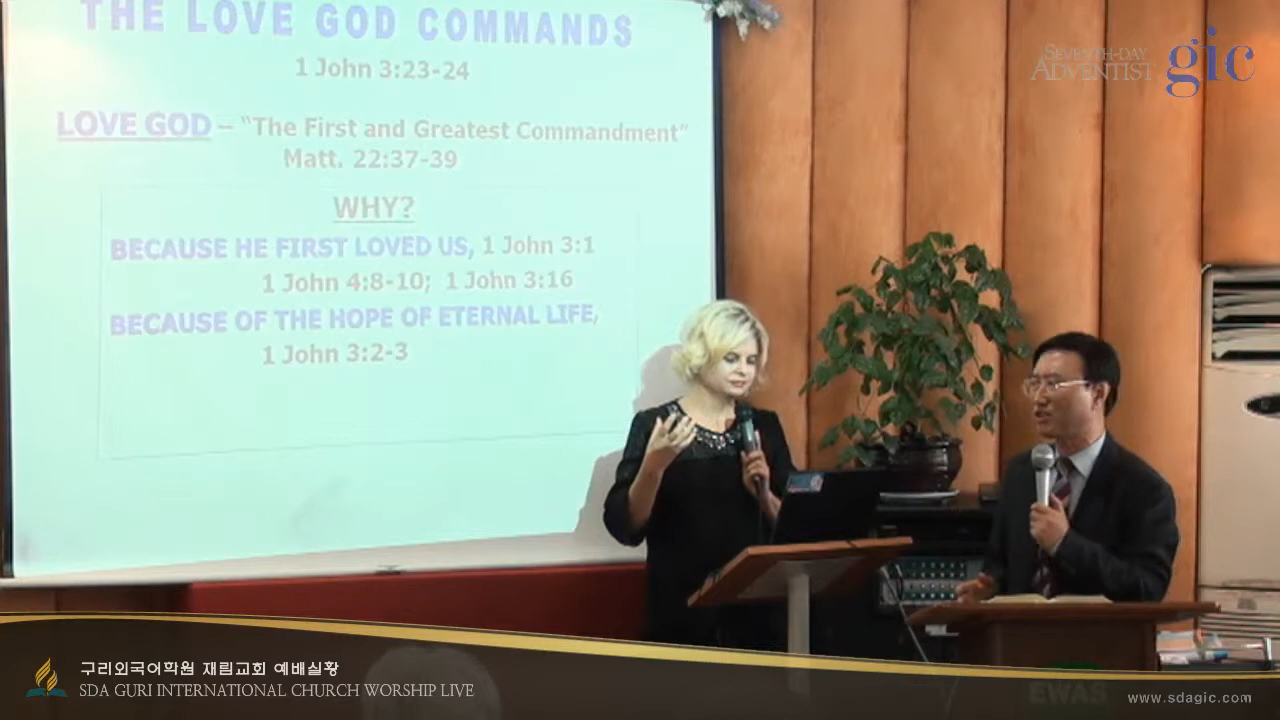 THE LOVE GOD COMMANDS
1 John 3:23-24
LOVE GOD – “The First and Greatest Commandment”
Matt. 22:37-39
WHY?
BECAUSE HE FIRST LOVED US, 1 John 3:1
1 John 4:8-10; 1 John 3:16
BECAUSE OF THE HOPE OF ETERNAL LIFE,
1 John 3:2-3
SEVENTH-DAY
ADVENTIST gic
구리외국어학원 재림교회 예배실황
SDA GURI INTERNATIONAL CHURCH WORSHIP LIVE
EWAS
www.sdagic.com